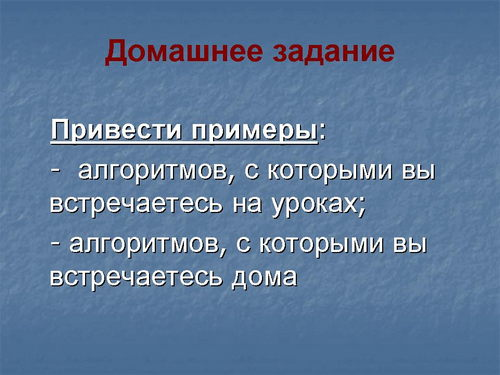 Домашнее задание
Привести примеры:
- алгоритмов, с которыми вы
встречаетесь на уроках;
- алгоритмов, с которыми вы
встречаетесь дома